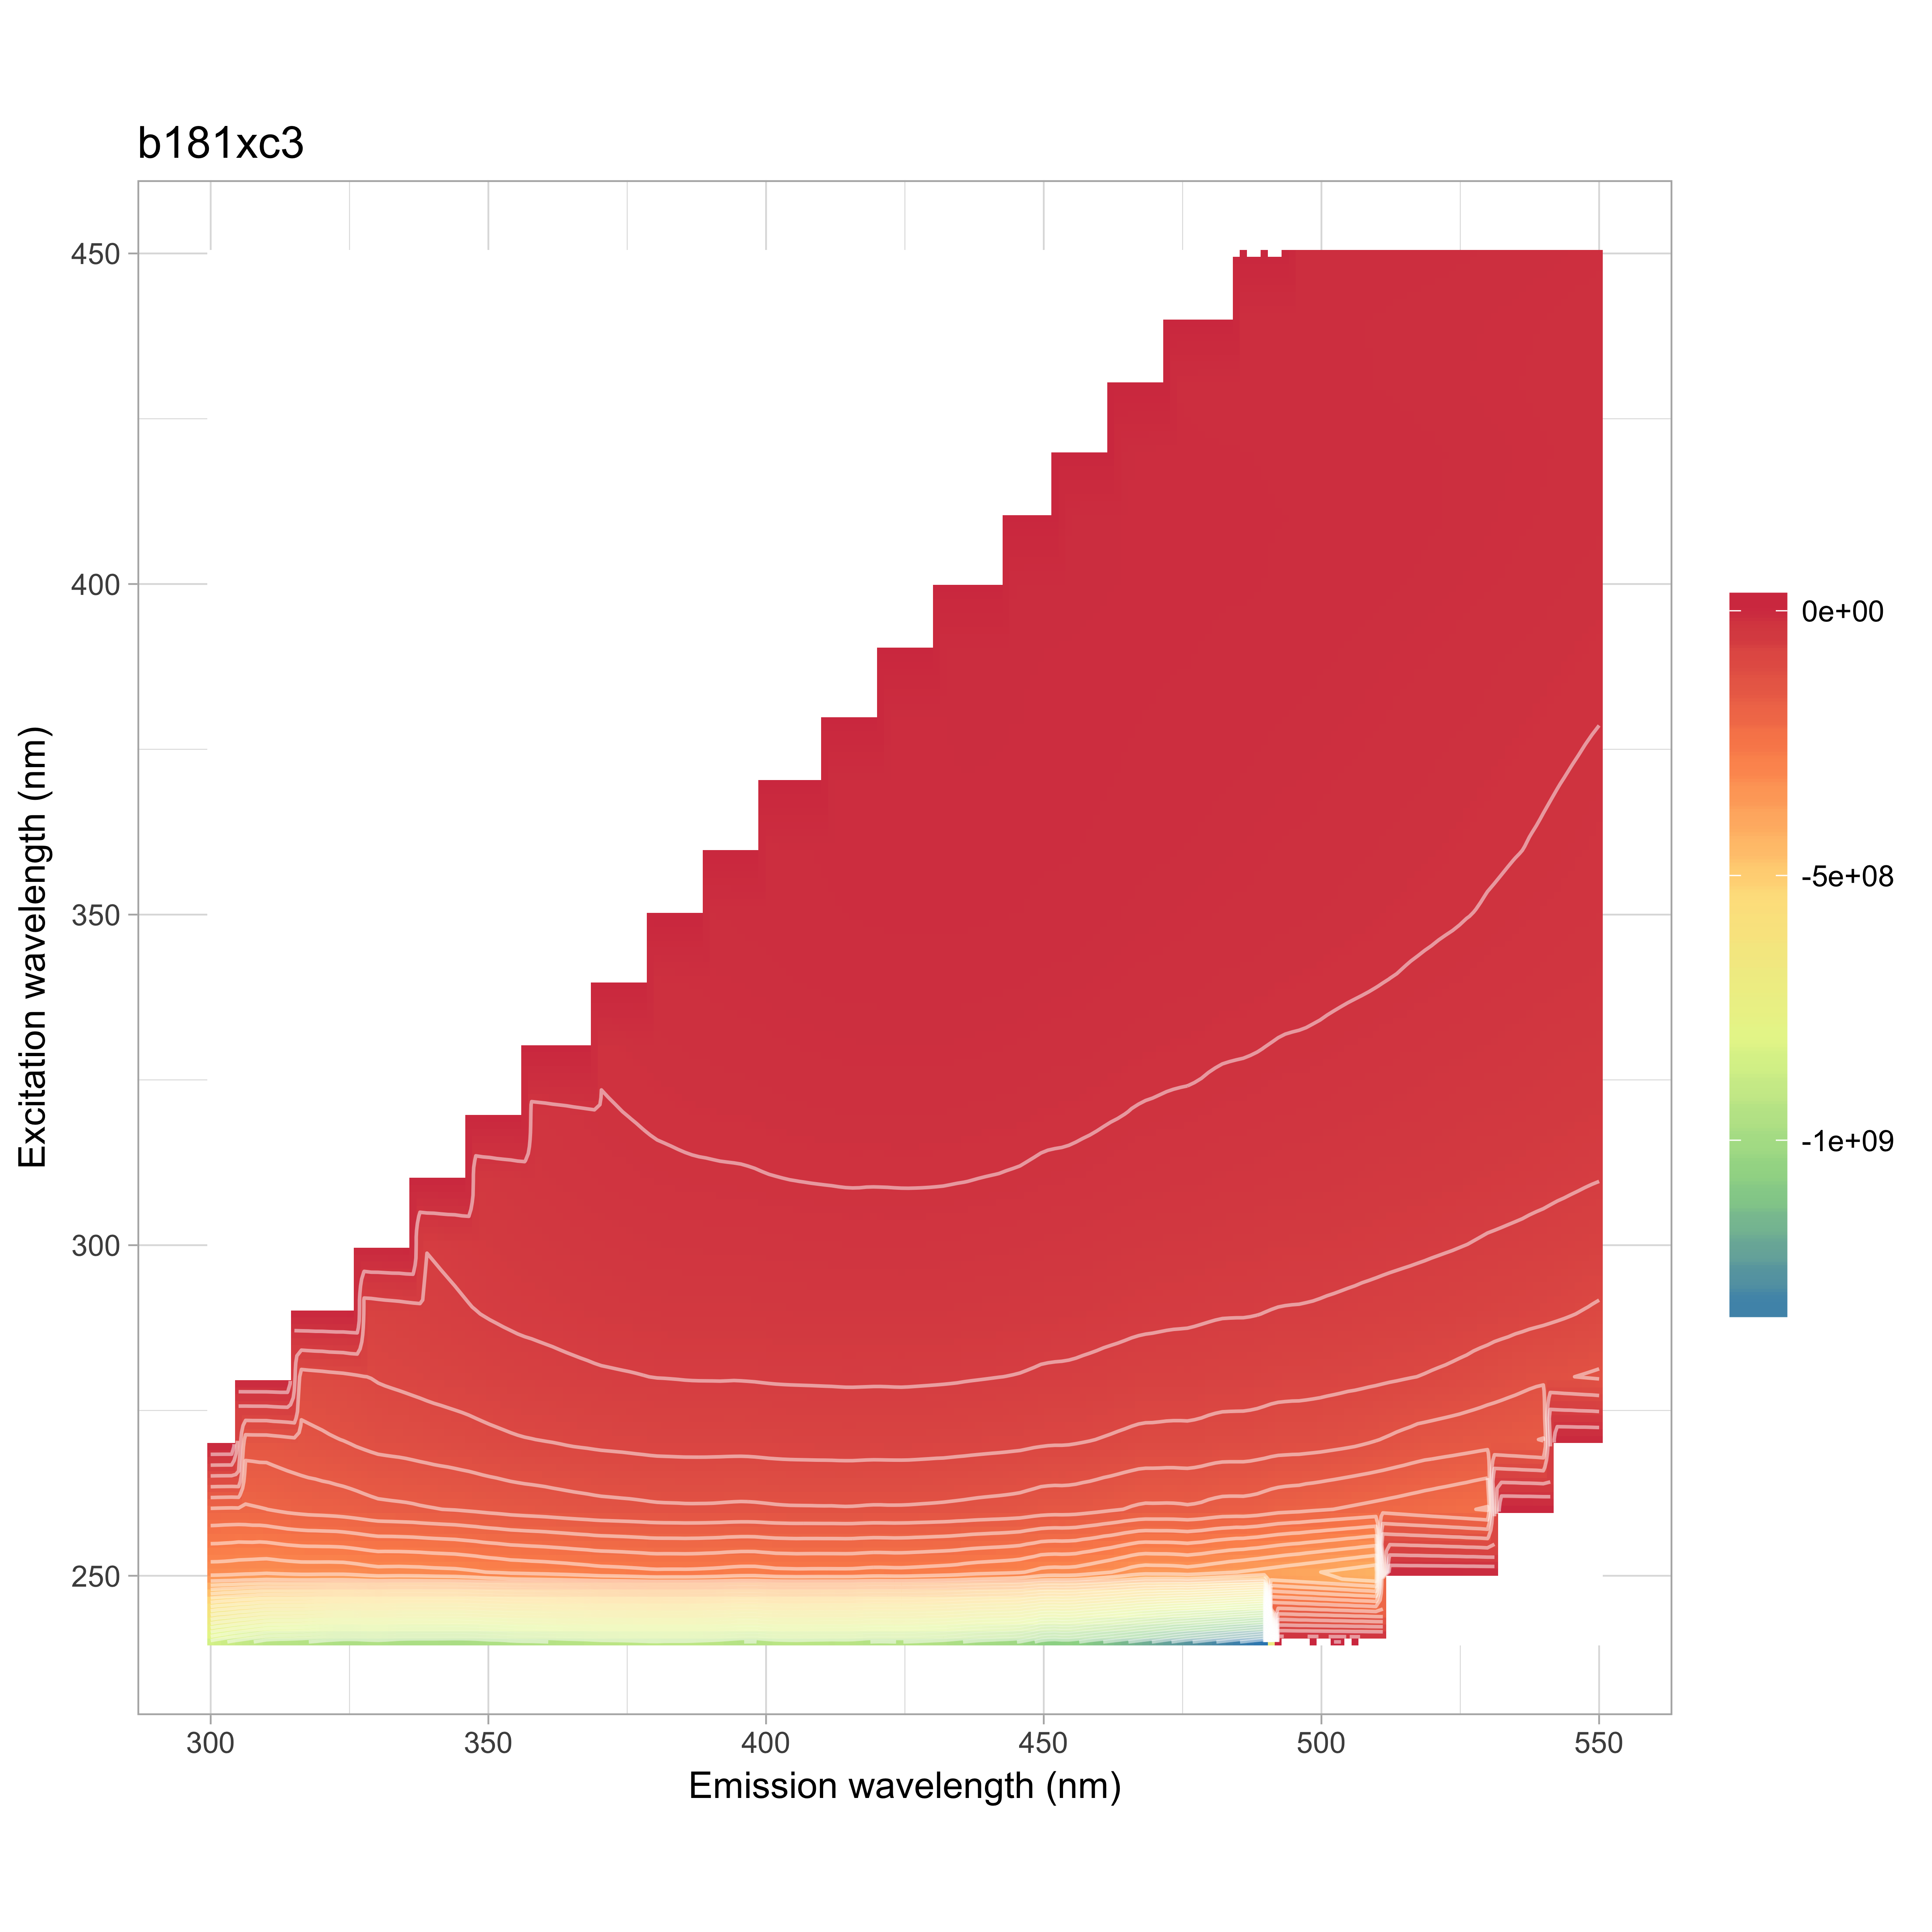 b181xc3
450
400
350
300
250
Excitation wavelength (nm)
300
350
400
450
500
550
Emission wavelength (nm)
0e+00
-5e+08
-1e+09